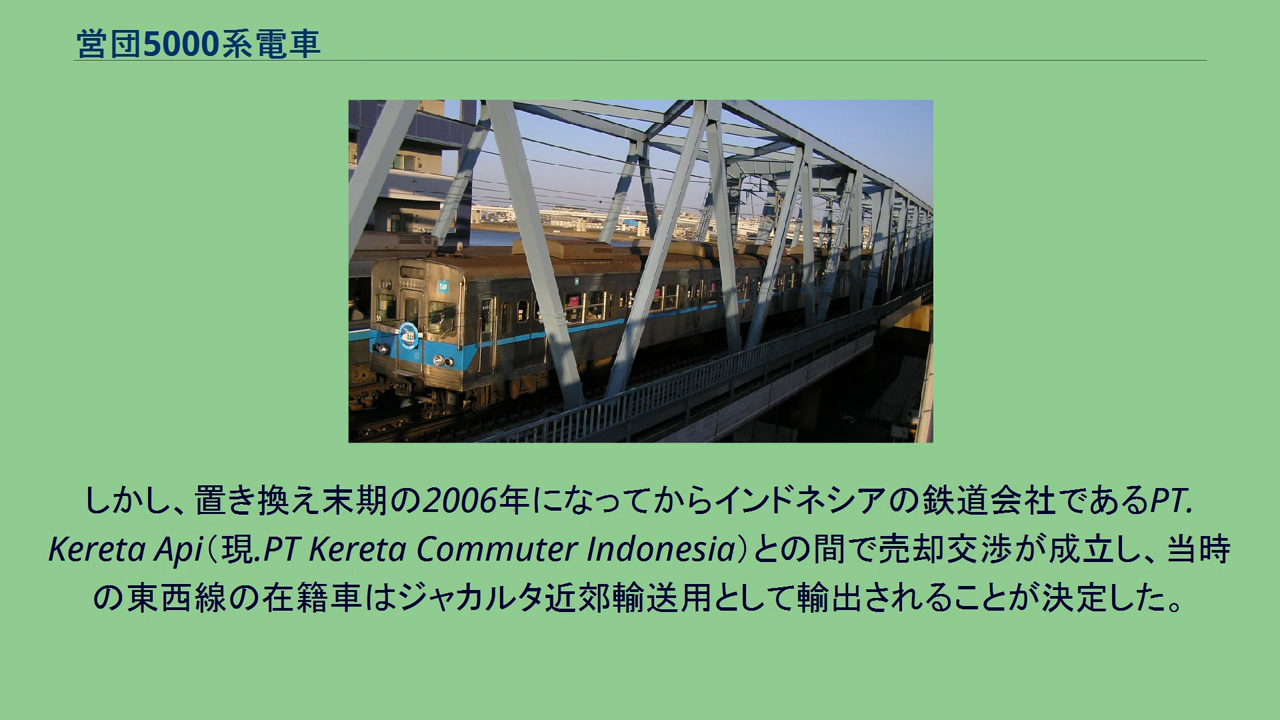 営団5000系電車
しかし、置き換え末期の2006年になってからインドネシアの鉄道会社であるPT.
Kereta Api（現.PT Kereta Commuter Indonesia）との間で売却交渉が成立し、当時
の東西線の在籍車はジャカルタ近郊輸送用として輸出されることが決定した。